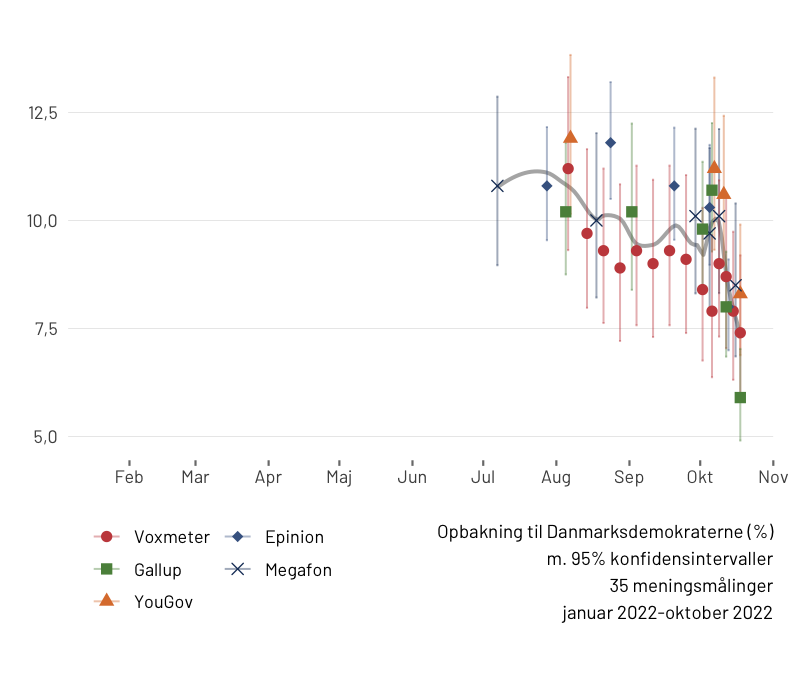 12,5
10,0
7,5
5,0
Feb Mar Apr Maj Jun Jul Aug Sep Okt Nov
Voxmeter Epinion
Gallup Megafon
YouGov
Opbakning til Danmarksdemokraterne (%)
m. 95% konfidensintervaller
35 meningsmålinger
januar 2022-oktober 2022